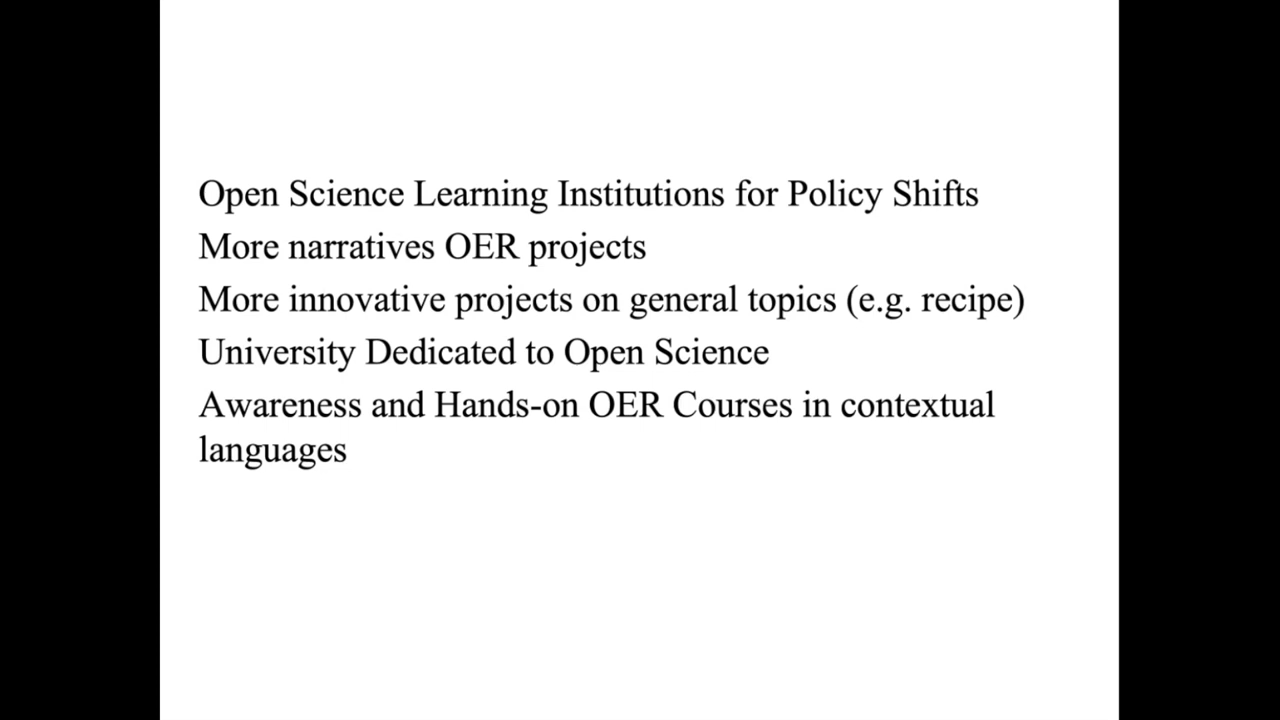 Open Science Learning Institutions for Policy Shifts
More narratives OER projects
More innovative projects on general topics (e.g. recipe)
University Dedicated to Open Science
Awareness and Hands-on OER Courses in contextual
languages